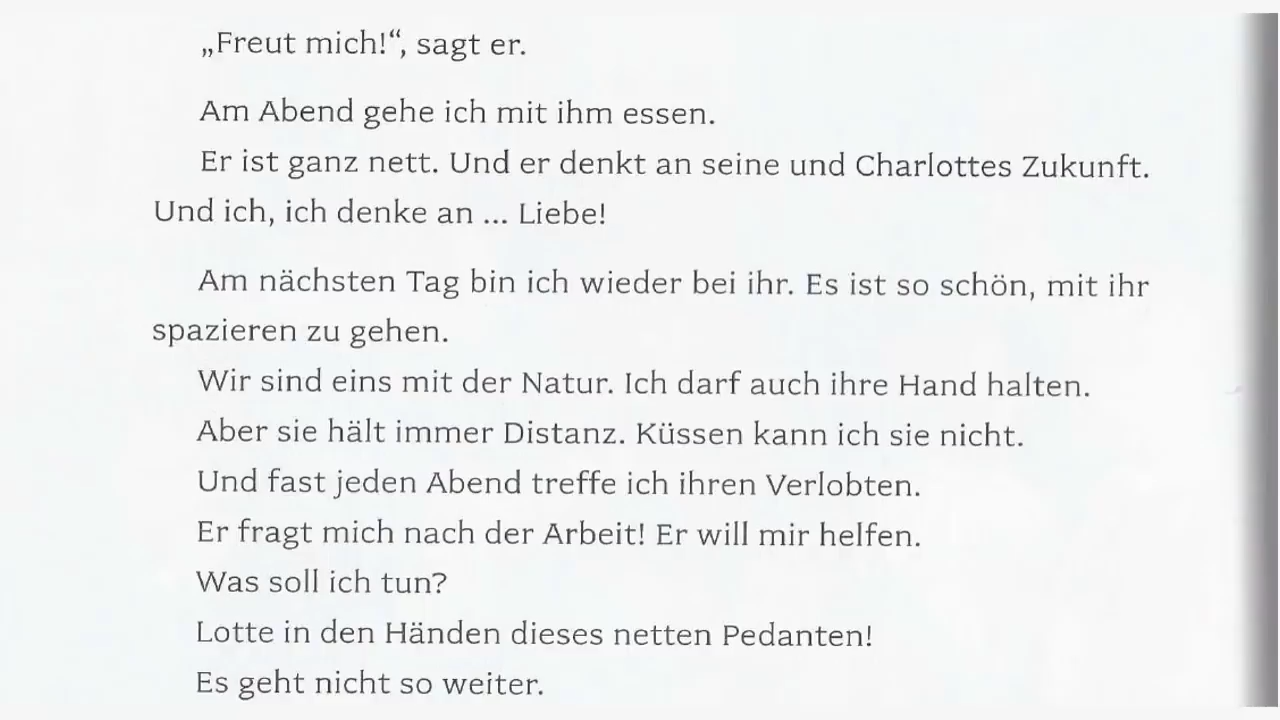 „Freut mich!“, sagt er.
Am Abend gehe ich mit ihm essen.
Er ist ganz nett. Und er denkt an seine und Charlottes Zukunft.
Und ich, ich denke an ... Liebe!
Am nächsten Tag bin ich wieder bei ihr. Es ist so schön, mit ihr
spazieren zu gehen.
Wir sind eins mit der Natur. Ich darf auch ihre Hand halten.
Aber sie hält immer Distanz. Küssen kann ich sie nicht.
Und fast jeden Abend treffe ich ihren Verlobten.
Er fragt mich nach der Arbeit! Er will mir helfen.
Was soll ich tun?
Lotte in den Händen dieses netten Pedanten!
Es geht nicht so weiter.